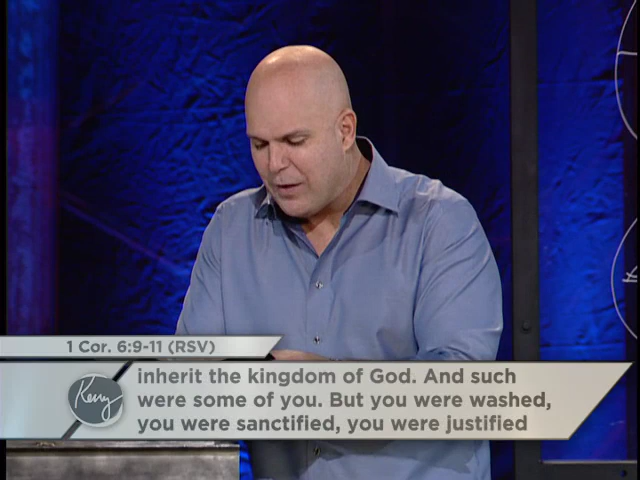 1 Cor. 6:9-11 (RSV)
inherit the kingdom of God. And such
Kerry
were some of you. But you were washed,
you were sanctified, you were justified